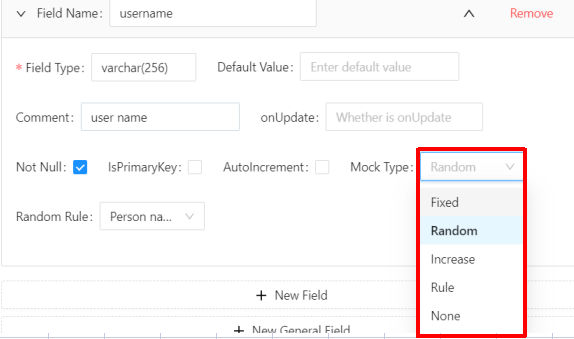 Field Name: username Remove
* Field Type: varchar(256) Default Value: Enter default value
Comment: user name onUpdate: Whether is onUpdate
Not Null: IsPrimaryKey: AutoIncrement: Mock Type: Random
Random Rule: Person na...
Fixed
Random
Increase
Rule
None
+ New Field
+ New General Field